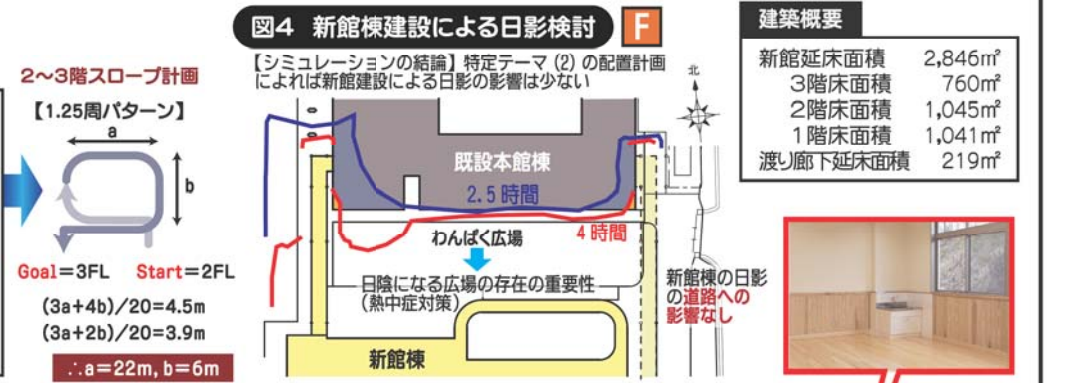 2〜3階スロープ計画
【1.25周パターン】
a
b
Goal=3FL Start=2FL
(3a+4b)/20=4.5m
(3a+2b)/20=3.9m
∴a=22m, b=6m
図4 新館棟建設による日影検討
F
【シミュレーションの結論】特定テーマ(2)の配置計画
によれば新館建設による日影の影響は少ない
北
既設本館棟
2.5時間
4時間
わんぱく広場
日陰になる広場の存在の重要性
(熱中症対策)
新館棟
新館棟の日影
の道路への
影響なし
建築概要
新館延床面積 2,846㎡
3階床面積 760㎡
2階床面積 1,045㎡
1階床面積 1,041㎡
渡り廊下延床面積 219㎡